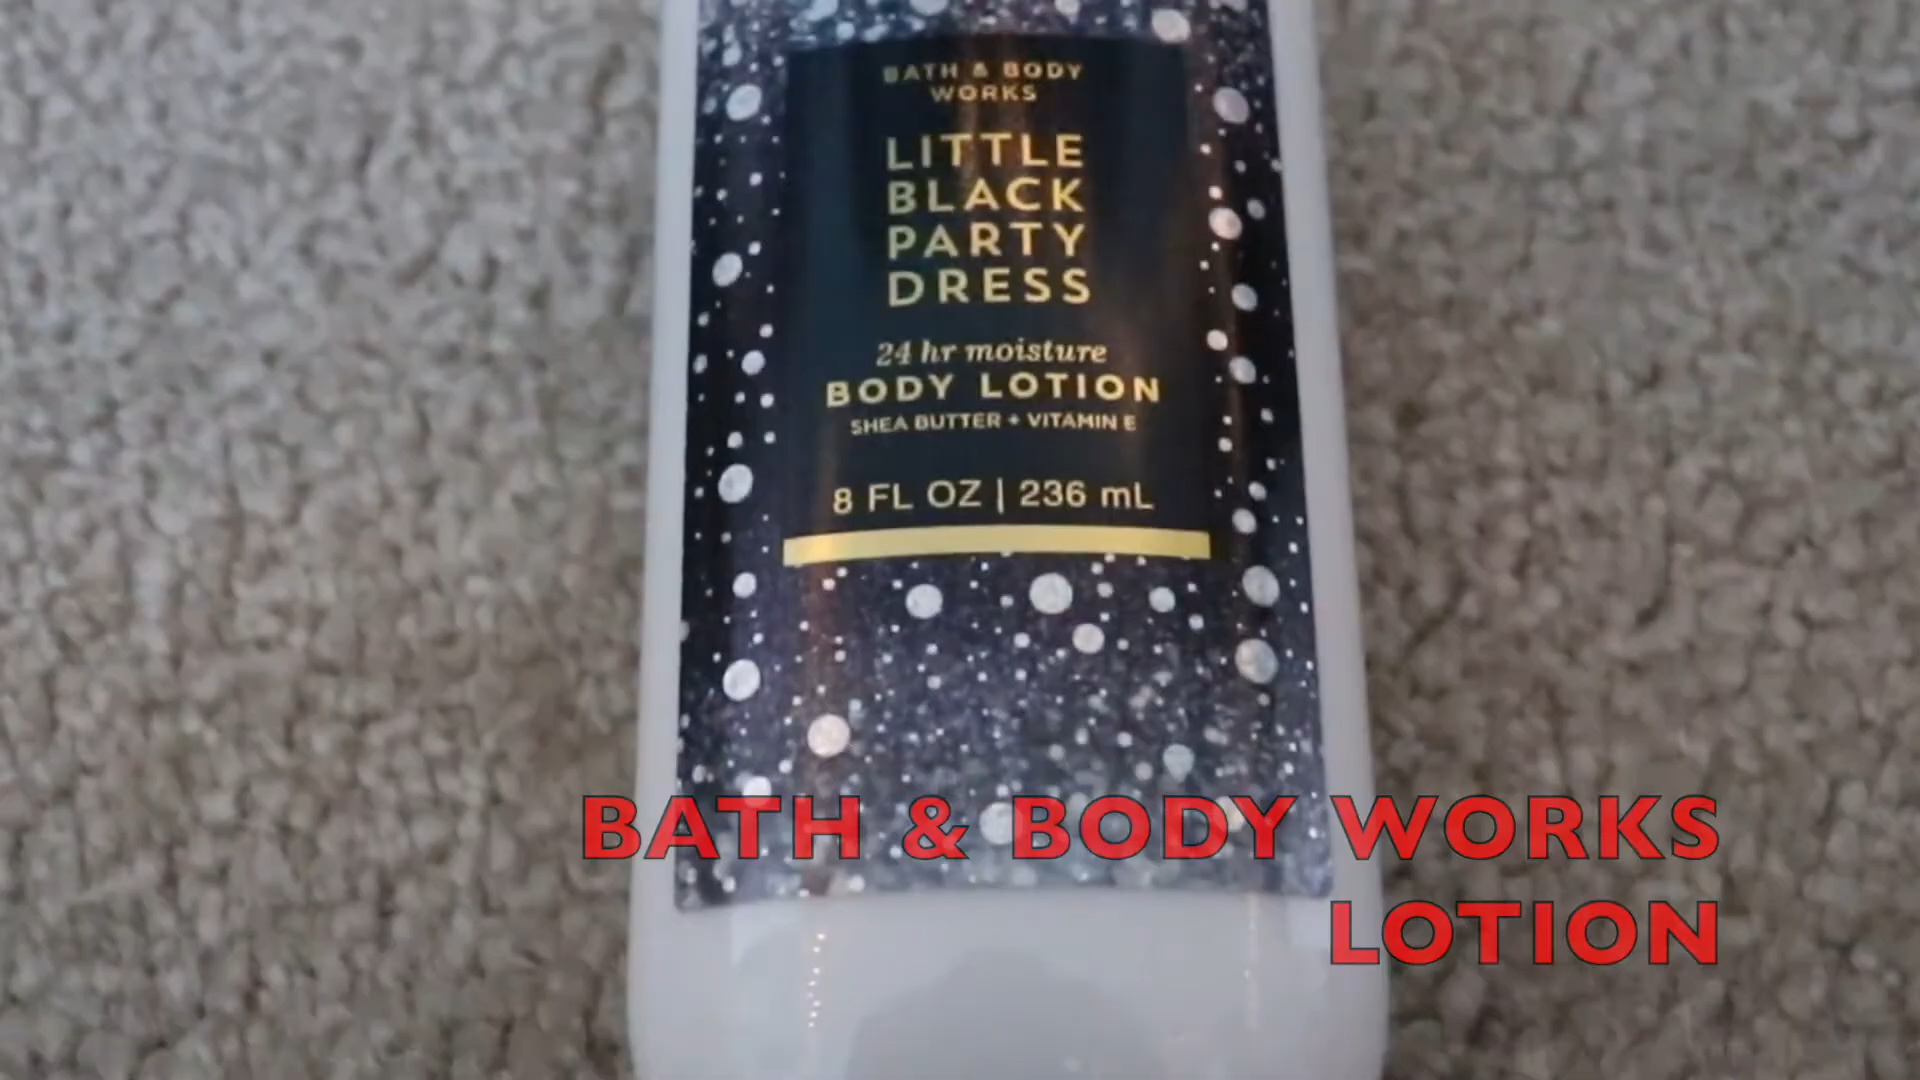 BATH & BODY
WORKS
LITTLE
BLACK
PARTY
DRESS
24 hr moisture
BODY LOTION
SHEA BUTTER + VITAMIN E
8 FL OZ | 236 mL
BATH & BODY WORKS
LOTION